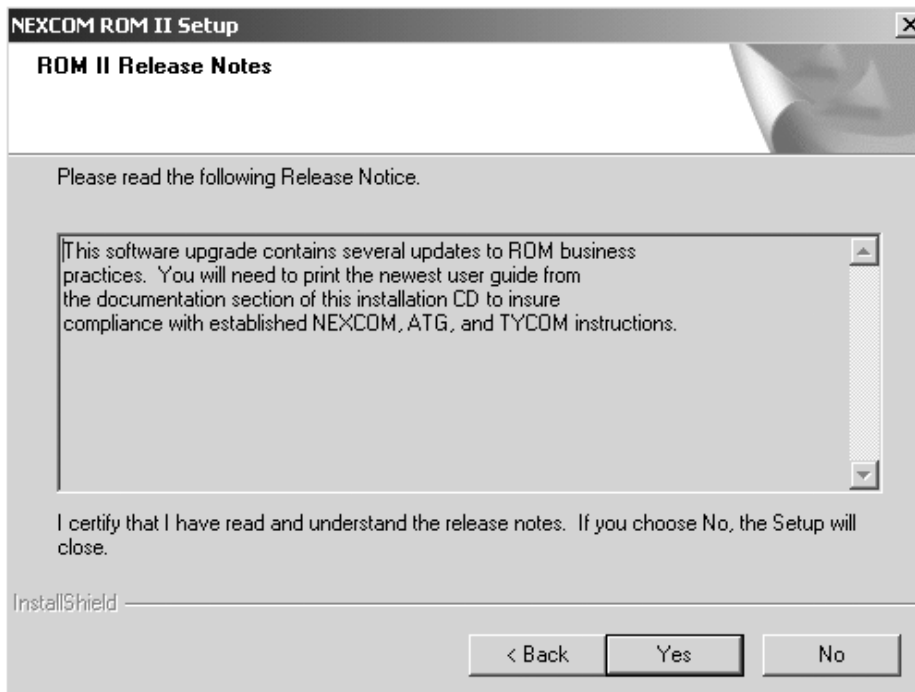 NEXCOM ROM II Setup
ROM II Release Notes
Please read the following Release Notice.
This software upgrade contains several updates to ROM business
practices.  You will need to print the newest user guide from
the documentation section of this installation CD to insure
compliance with established NEXCOM, ATG, and TYCOM instructions.
I certify that I have read and understand the release notes.  If you choose No, the Setup will
close.
InstallShield
< Back
Yes
No